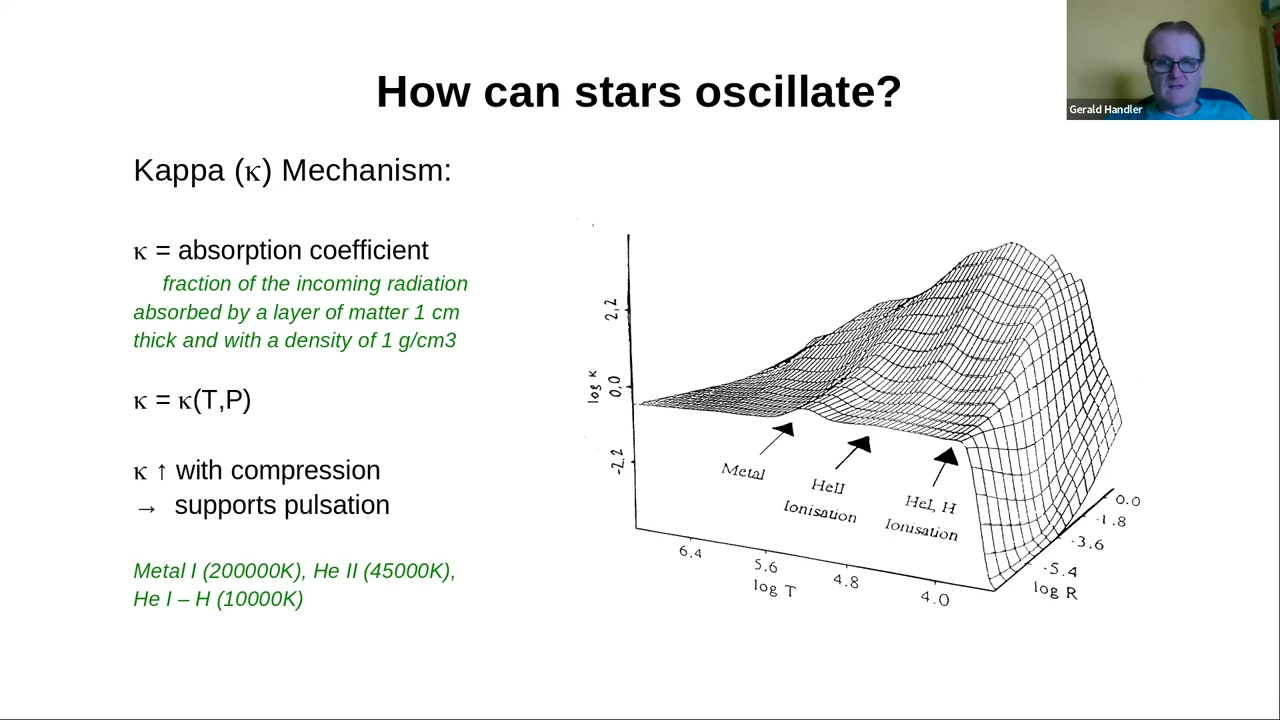 How can stars oscillate?
Gerald Handler
Kappa (κ) Mechanism:
κ = absorption coefficient
fraction of the incoming radiation
absorbed by a layer of matter 1 cm
thick and with a density of 1 g/cm3
κ = κ(T,P)
κ ↑ with compression
→ supports pulsation
Metal I (200000K), He II (45000K),
He I – H (10000K)
log κ
2,2
0,0
-2,2
Metal
HeII
Ionisation
HeI, H
Ionisation
6.4
5.6
4.8
4.0
log T
0.0
-1.8
-3.6
-5.4
log R